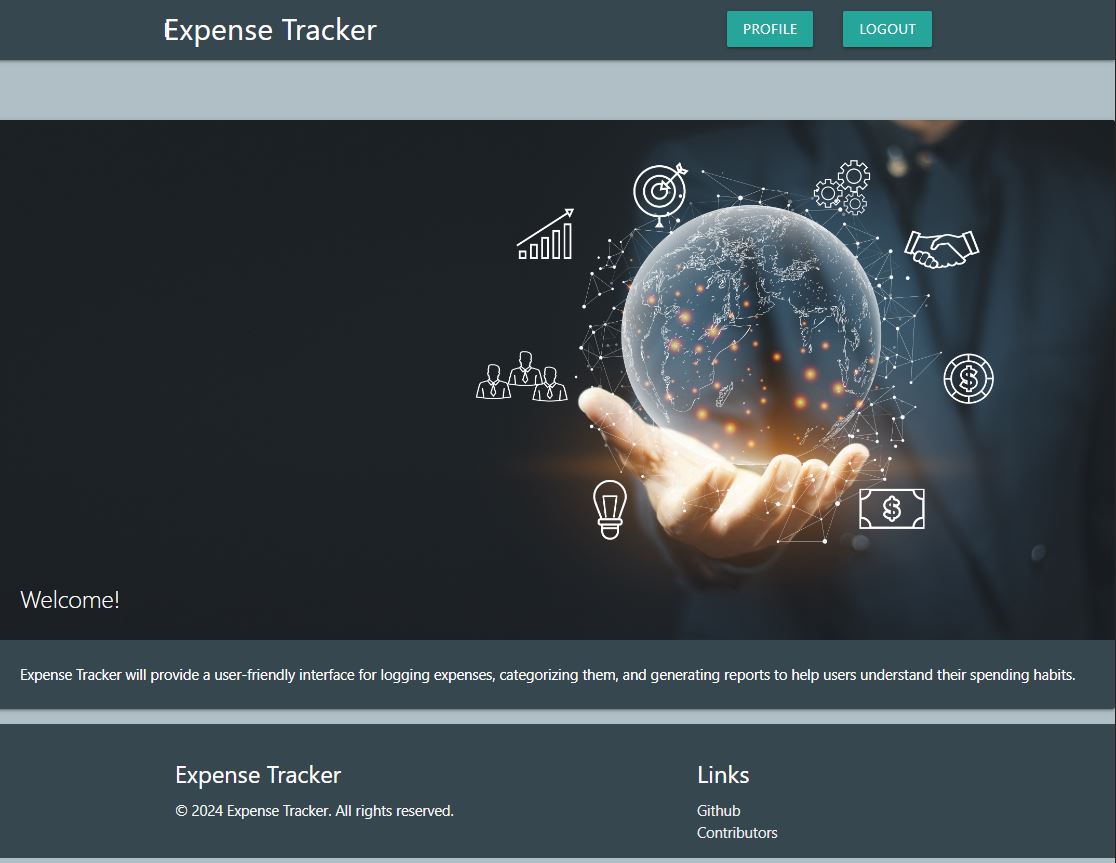 Expense Tracker
PROFILE
LOGOUT
$
$
Welcome!
Expense Tracker will provide a user-friendly interface for logging expenses, categorizing them, and generating reports to help users understand their spending habits.
Expense Tracker
© 2024 Expense Tracker. All rights reserved.
Links
Github
Contributors